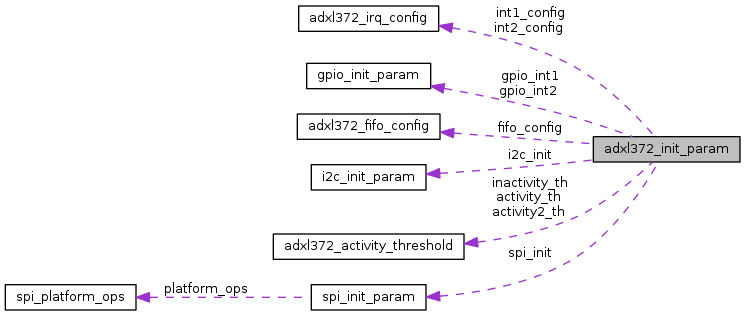 adxl372_irq_config
int1_config
int2_config
gpio_init_param
gpio_int1
gpio_int2
adxl372_fifo_config
fifo_config
adxl372_init_param
i2c_init_param
i2c_init
inactivity_th
activity_th
activity2_th
adxl372_activity_threshold
spi_init
spi_platform_ops
platform_ops
spi_init_param